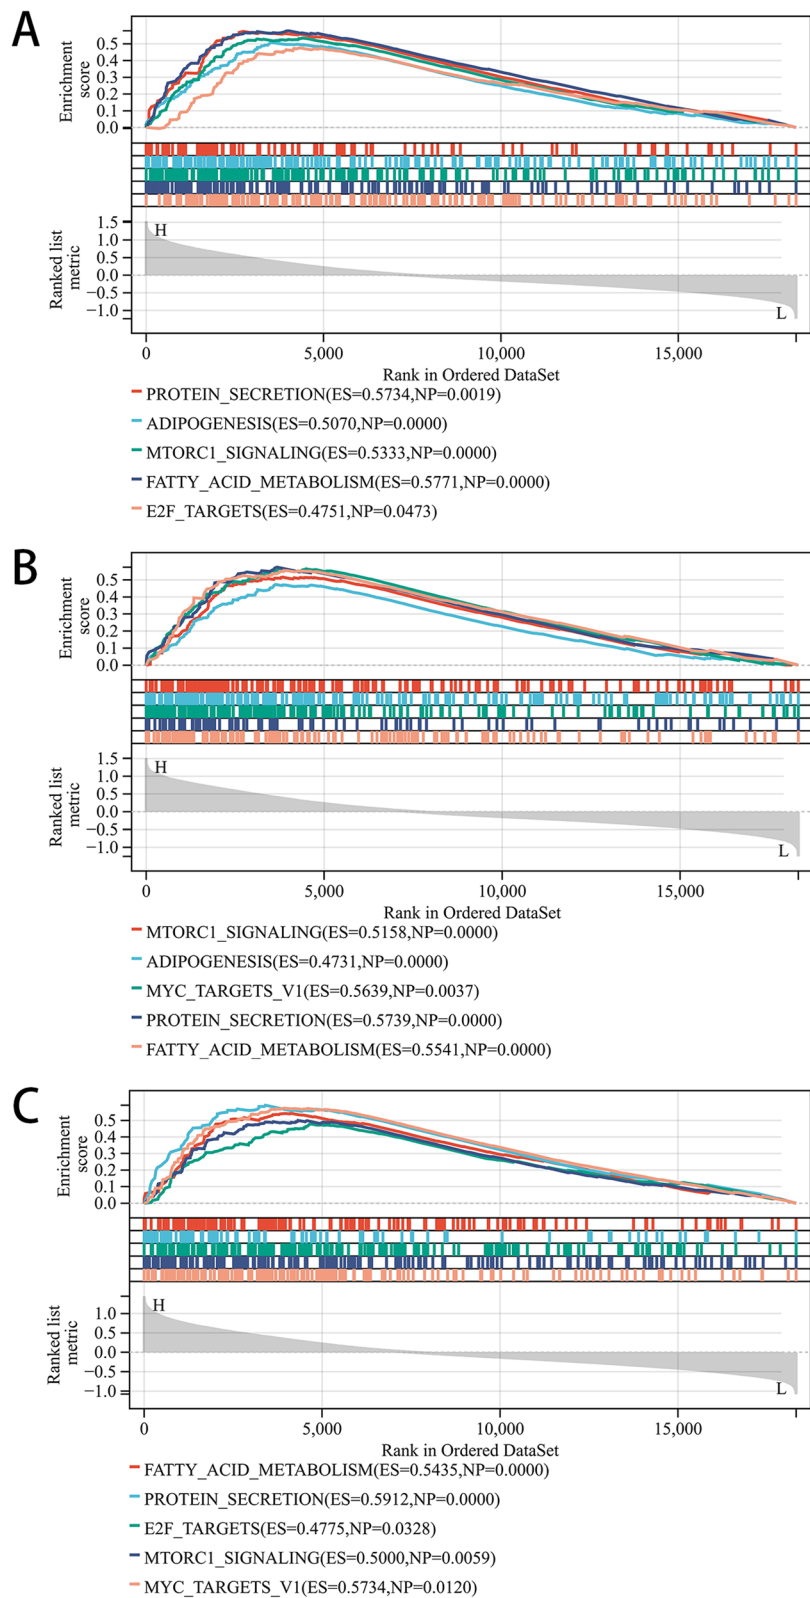 A
Enrichment
score
0.5
0.4
0.3
0.2
0.1
0.0
Ranked list
metric
1.5
1.0
0.5
0.0
−0.5
−1.0
H
L
0 5,000 10,000 15,000
Rank in Ordered DataSet
PROTEIN_SECRETION(ES=0.5734,NP=0.0019)
ADIPOGENESIS(ES=0.5070,NP=0.0000)
MTORC1_SIGNALING(ES=0.5333,NP=0.0000)
FATTY_ACID_METABOLISM(ES=0.5771,NP=0.0000)
E2F_TARGETS(ES=0.4751,NP=0.0473)
B
Enrichment
score
0.5
0.4
0.3
0.2
0.1
0.0
Ranked list
metric
1.5
1.0
0.5
0.0
−0.5
−1.0
H
L
0 5,000 10,000 15,000
Rank in Ordered DataSet
MTORC1_SIGNALING(ES=0.5158,NP=0.0000)
ADIPOGENESIS(ES=0.4731,NP=0.0000)
MYC_TARGETS_V1(ES=0.5639,NP=0.0037)
PROTEIN_SECRETION(ES=0.5739,NP=0.0000)
FATTY_ACID_METABOLISM(ES=0.5541,NP=0.0000)
C
Enrichment
score
0.5
0.4
0.3
0.2
0.1
0.0
Ranked list
metric
1.0
0.5
0.0
−0.5
−1.0
H
L
0 5,000 10,000 15,000
Rank in Ordered DataSet
FATTY_ACID_METABOLISM(ES=0.5435,NP=0.0000)
PROTEIN_SECRETION(ES=0.5912,NP=0.0000)
E2F_TARGETS(ES=0.4775,NP=0.0328)
MTORC1_SIGNALING(ES=0.5000,NP=0.0059)
MYC_TARGETS_V1(ES=0.5734,NP=0.0120)